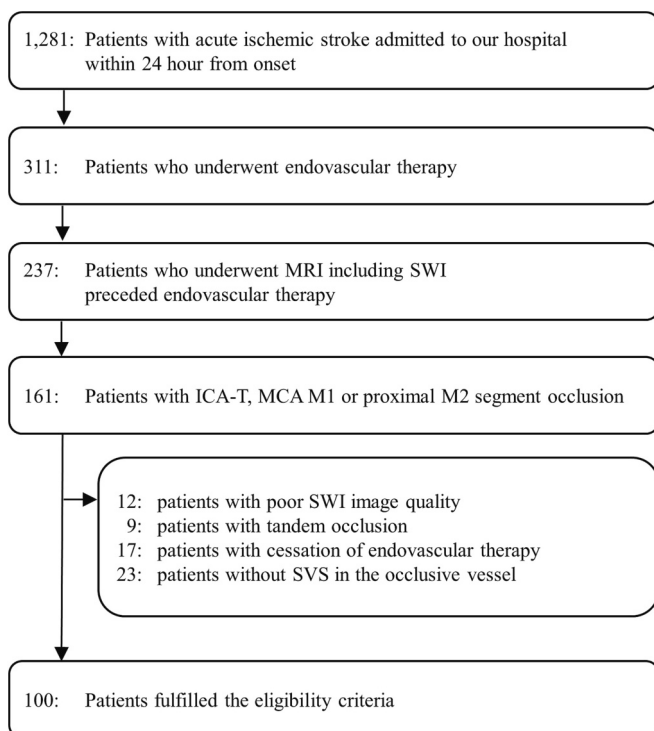 1,281: Patients with acute ischemic stroke admitted to our hospital
within 24 hour from onset
311: Patients who underwent endovascular therapy
237: Patients who underwent MRI including SWI
preceded endovascular therapy
161: Patients with ICA-T, MCA M1 or proximal M2 segment occlusion
12: patients with poor SWI image quality
9: patients with tandem occlusion
17: patients with cessation of endovascular therapy
23: patients without SVS in the occlusive vessel
100: Patients fulfilled the eligibility criteria